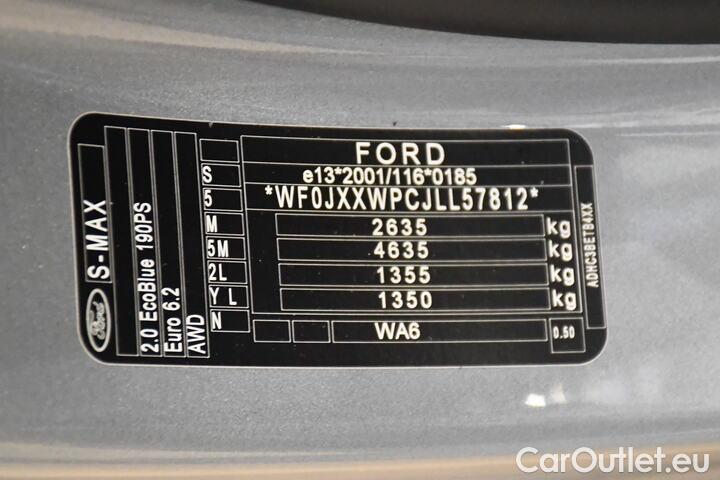 FORD
e13*2001/116*0185
*WF0JXXWPCJLL57812*
2635 kg
4635 kg
1355 kg
1350 kg
WA6
0.50
S
5
M
5M
2L
Y L
N
Ford
S-MAX
2.0 EcoBlue 190PS
Euro 6.2
AWD
ADHC3BETB4XX
CarOutlet.eu